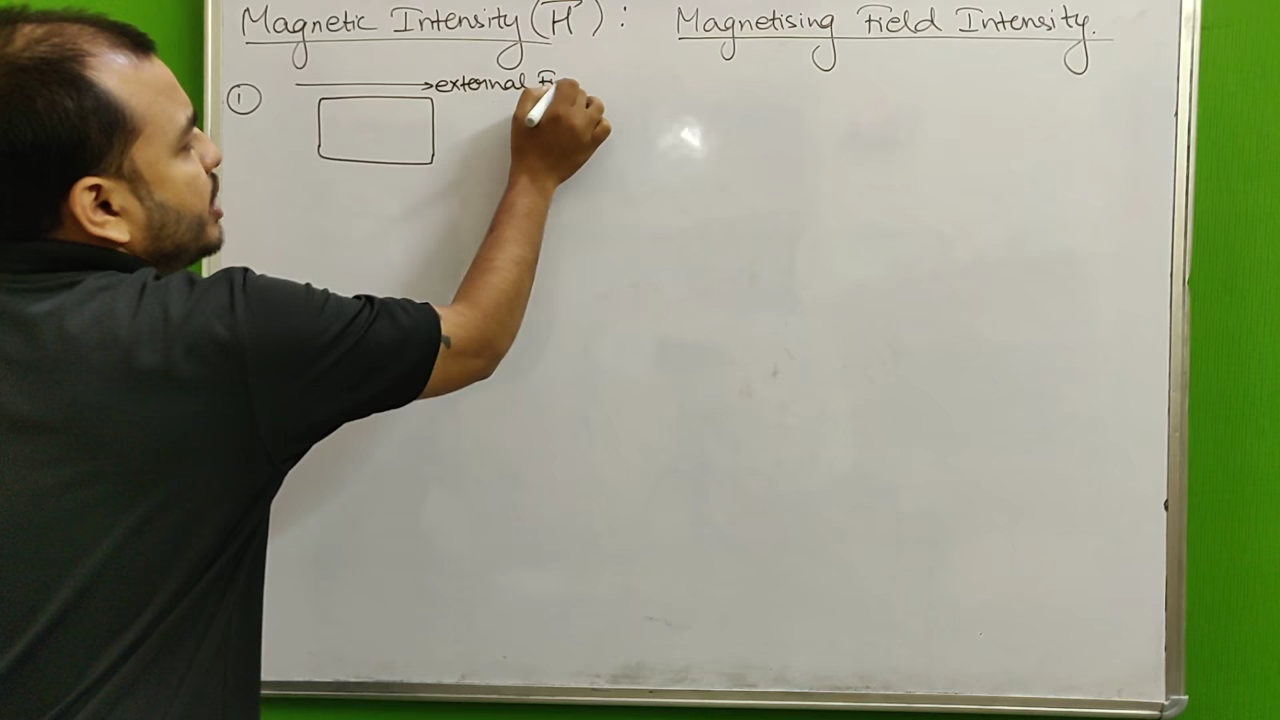 Magnetic Intensity (H) : Magnetising Field Intensity.
① external